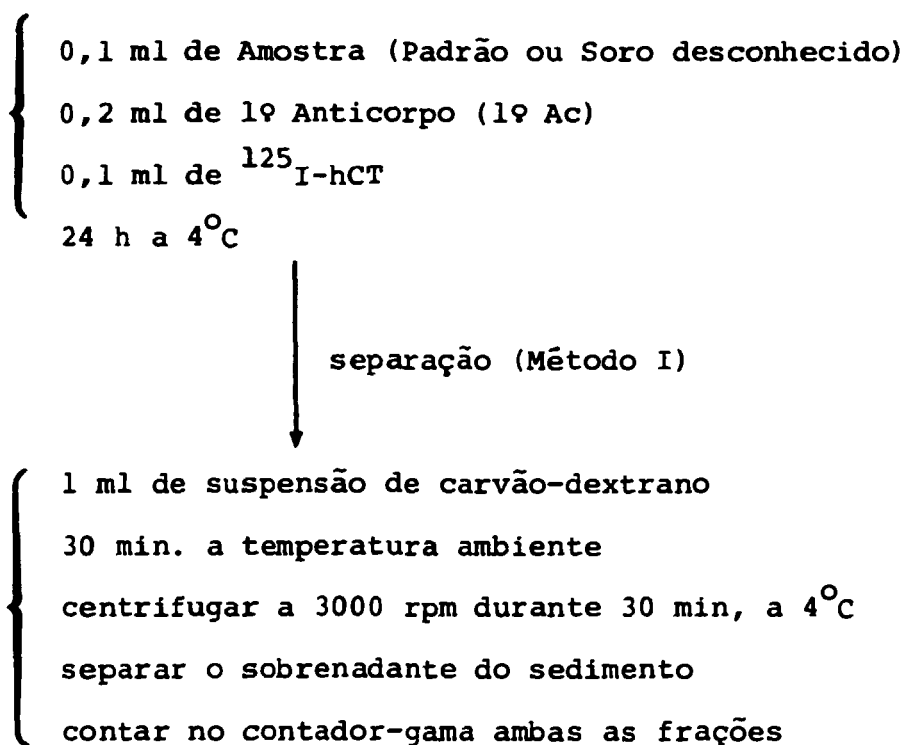 0,1 ml de Amostra (Padrão ou Soro desconhecido)
0,2 ml de 1º Anticorpo (1º Ac)
0,1 ml de 125I-hCT
24 h a 4ºC
separação (Método I)
1 ml de suspensão de carvão-dextrano
30 min. a temperatura ambiente
centrifugar a 3000 rpm durante 30 min, a 4ºC
separar o sobrenadante do sedimento
contar no contador-gama ambas as frações